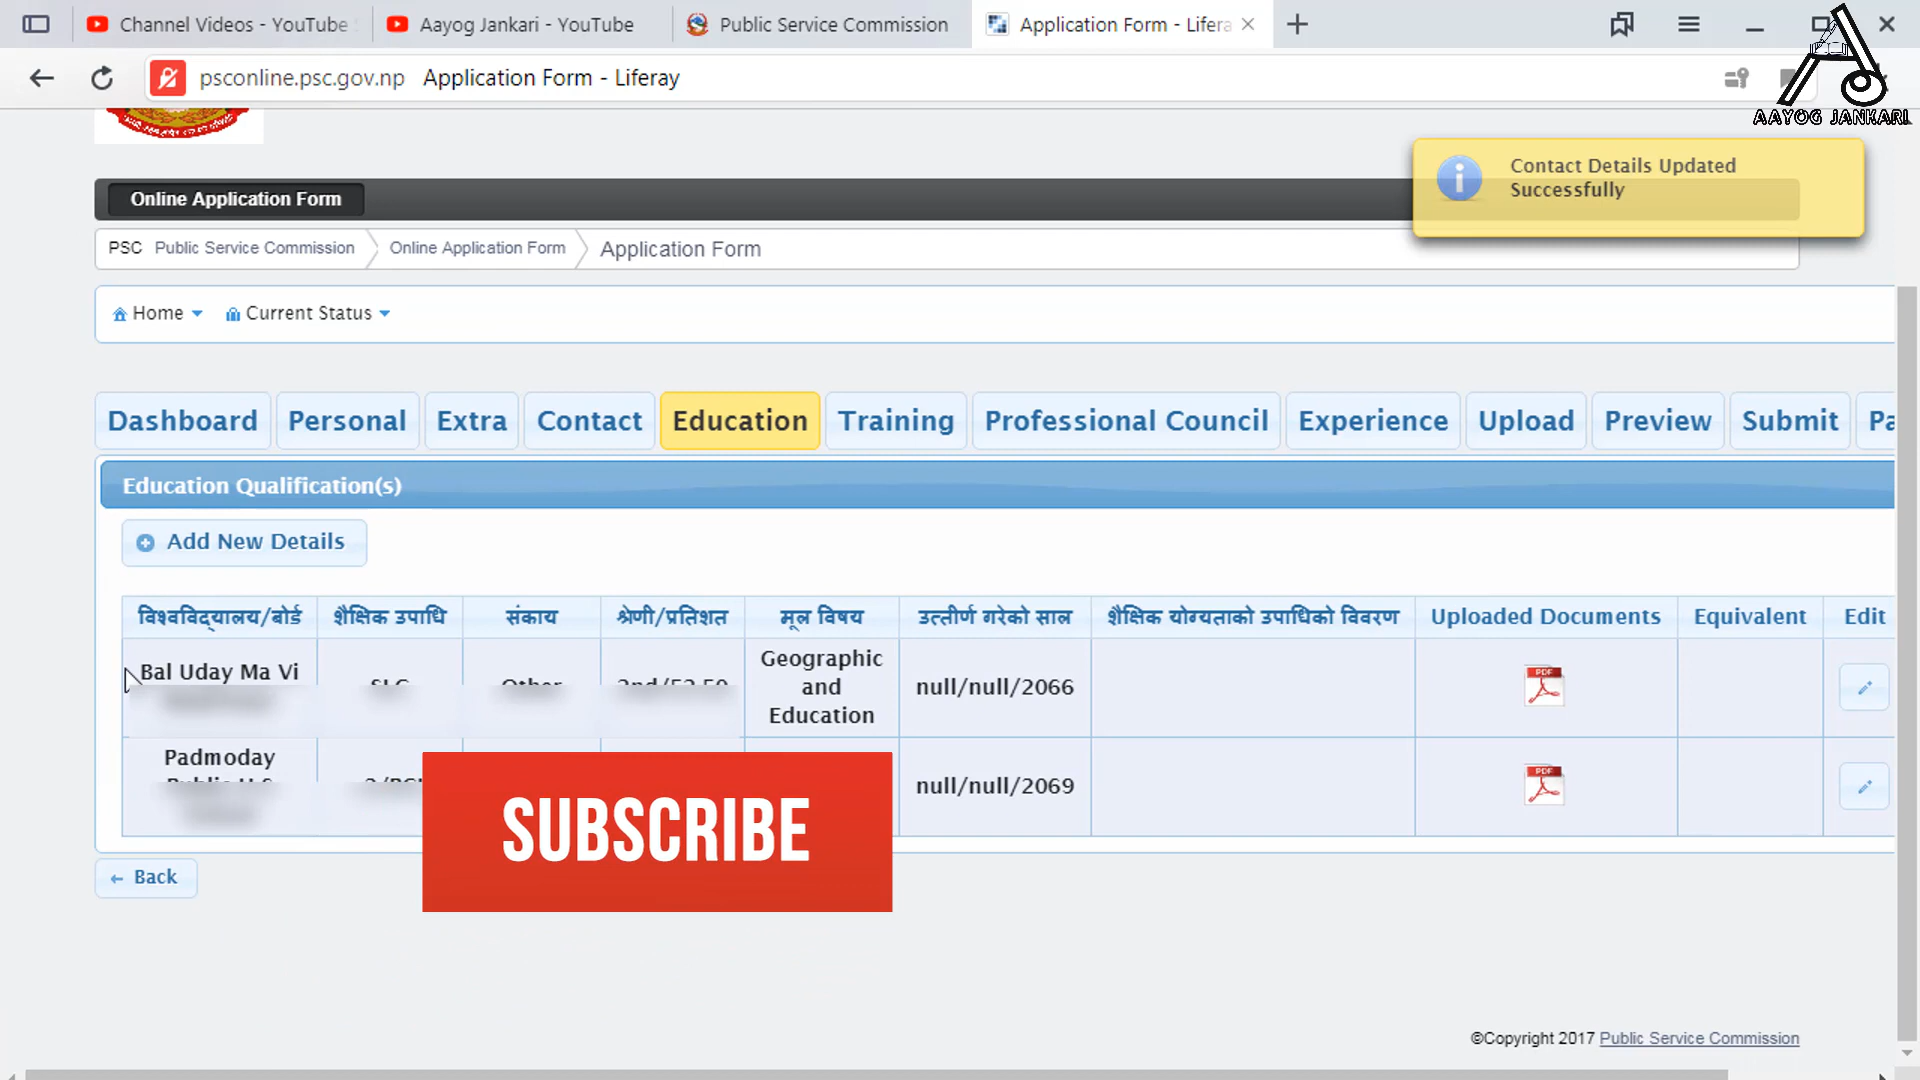 Channel Videos - YouTube
Aayog Jankari - YouTube
Public Service Commission
Application Form - Lifera
psconline.psc.gov.np Application Form - Liferay
AAYOG JANKARI
Contact Details Updated
Successfully
Online Application Form
PSC Public Service Commission Online Application Form Application Form
Home Current Status
Dashboard Personal Extra Contact Education Training Professional Council Experience Upload Preview Submit Pa
Education Qualification(s)
Add New Details
विश्वविद्यालय/बोर्ड शैक्षिक उपाधि संकाय श्रेणी/प्रतिशत मूल विषय उत्तीर्ण गरेको साल शैक्षिक योग्यताको उपाधिको विवरण Uploaded Documents Equivalent Edit
Bal Uday Ma Vi
Geographic
and
Education
null/null/2066
PDF
Padmoday
null/null/2069
PDF
SUBSCRIBE
Back
©Copyright 2017 Public Service Commission